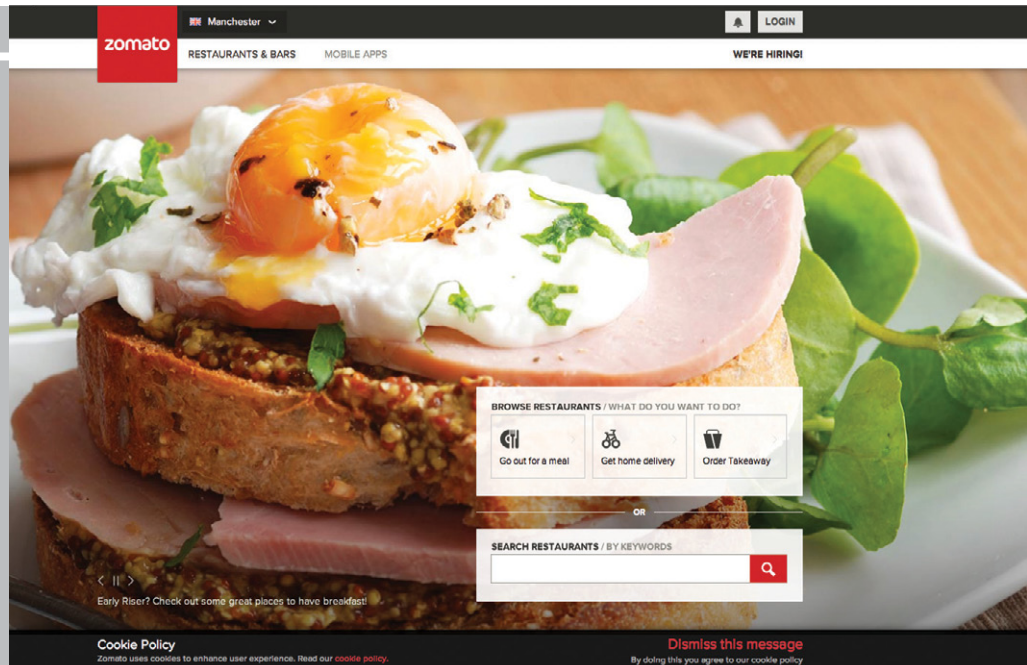 Manchester
LOGIN
zomato
RESTAURANTS & BARS
MOBILE APPS
WE'RE HIRING!
BROWSE RESTAURANTS / WHAT DO YOU WANT TO DO?
Go out for a meal
Get home delivery
Order Takeaway
OR
SEARCH RESTAURANTS / BY KEYWORDS
Early Riser? Check out some great places to have breakfast!
Cookie Policy
Dismiss this message
Zomato uses cookies to enhance user experience. Read our cookie policy.
By doing this you agree to our cookie policy